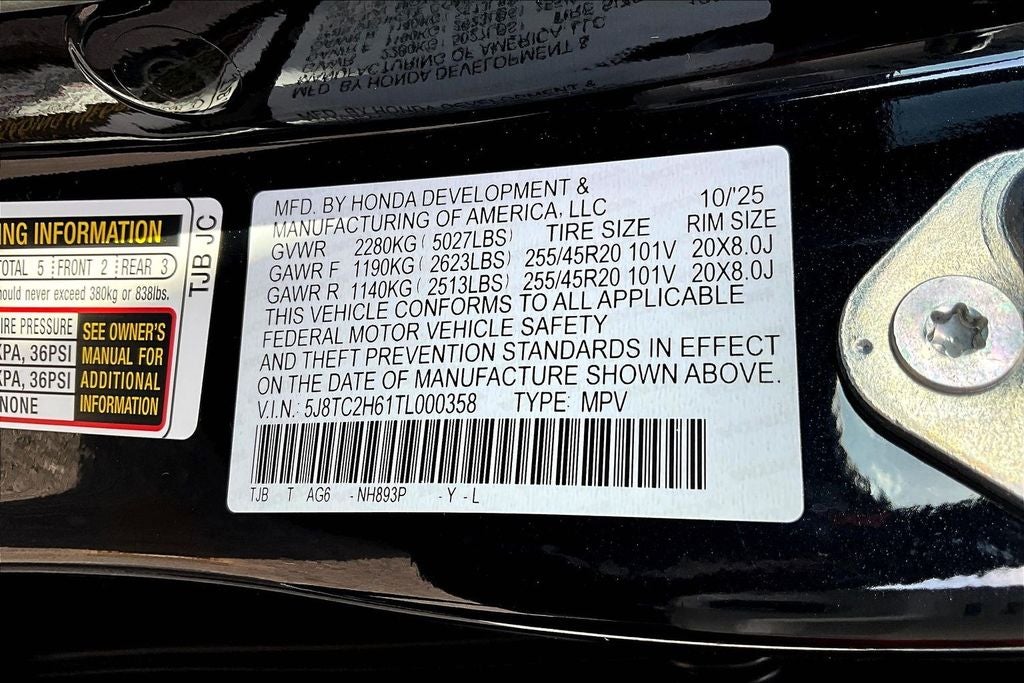 NG INFORMATION
TOTAL 5 FRONT 2 REAR 3
ould never exceed 380kg or 838lbs.
IRE PRESSURE
KPA, 36PSI
KPA, 36PSI
NONE
SEE OWNER'S
MANUAL FOR
ADDITIONAL
INFORMATION
TJB JC
MFD. BY HONDA DEVELOPMENT & 10/'25
MANUFACTURING OF AMERICA, LLC
GVWR 2280KG ( 5027LBS) TIRE SIZE RIM SIZE
GAWR F 1190KG ( 2623LBS) 255/45R20 101V 20X8.0J
GAWR R 1140KG ( 2513LBS) 255/45R20 101V 20X8.0J
THIS VEHICLE CONFORMS TO ALL APPLICABLE
FEDERAL MOTOR VEHICLE SAFETY
AND THEFT PREVENTION STANDARDS IN EFFECT
ON THE DATE OF MANUFACTURE SHOWN ABOVE.
V.I.N: 5J8TC2H61TL000358 TYPE: MPV
TJB T AG6 -NH893P -Y -L